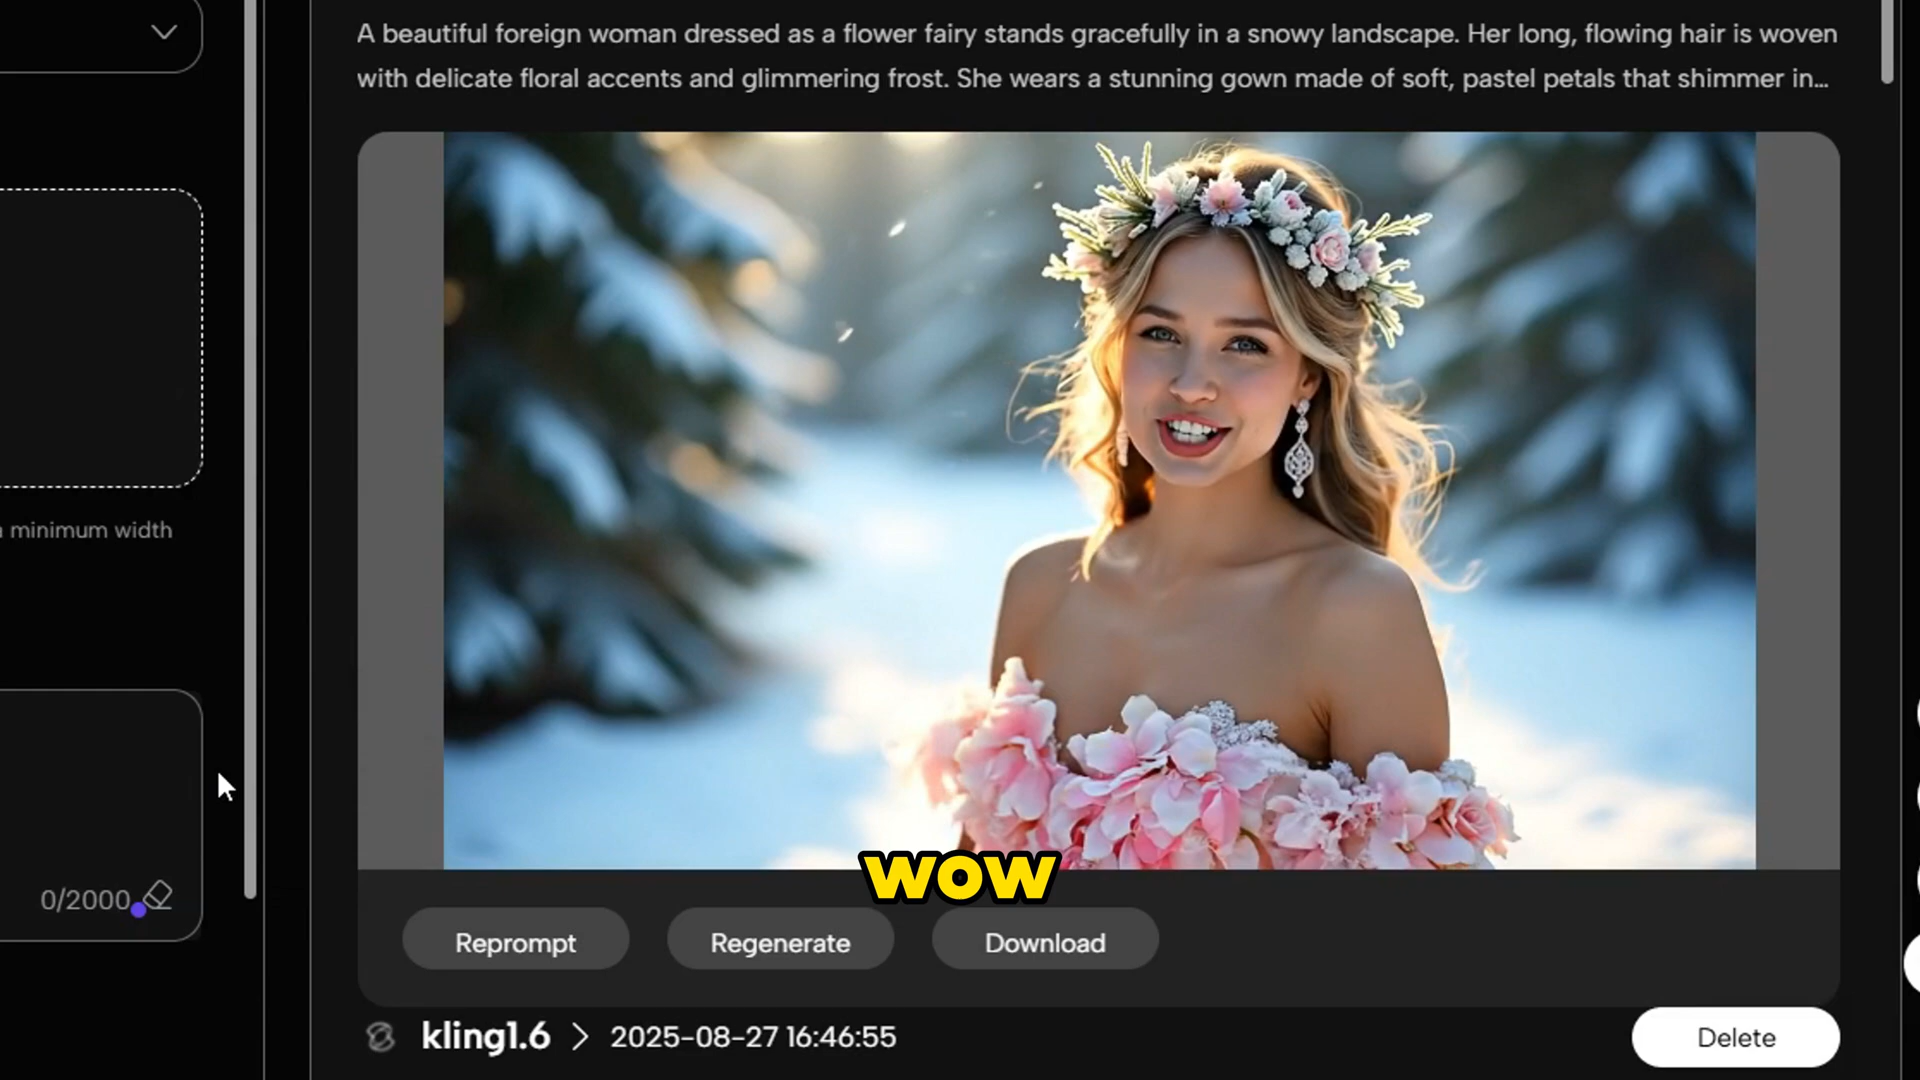 A beautiful foreign woman dressed as a flower fairy stands gracefully in a snowy landscape. Her long, flowing hair is woven
with delicate floral accents and glimmering frost. She wears a stunning gown made of soft, pastel petals that shimmer in...
minimum width
0/2000
WOW
Reprompt
Regenerate
Download
kling1.6 > 2025-08-27 16:46:55
Delete